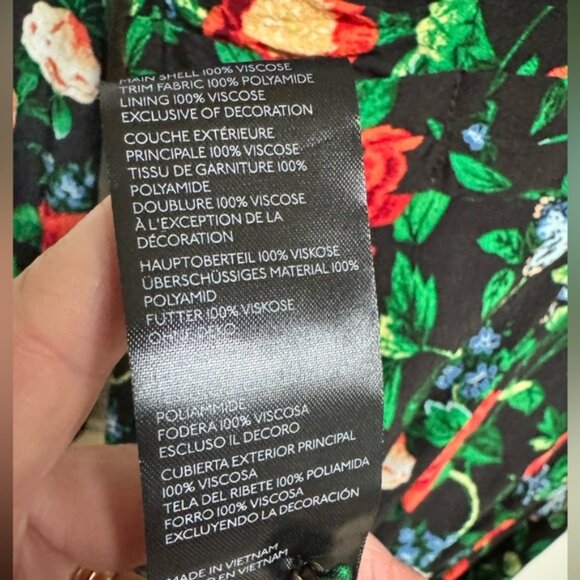 MAIN SHELL 100% VISCOSE
TRIM FABRIC 100% POLYAMIDE
LINING 100% VISCOSE
EXCLUSIVE OF DECORATION
COUCHE EXTÉRIEURE
PRINCIPALE 100% VISCOSE
TISSU DE GARNITURE 100%
POLYAMIDE
DOUBLURE 100% VISCOSE
À L'EXCEPTION DE LA
DÉCORATION
HAUPTOBERTEIL 100% VISKOSE
ÜBERSCHÜSSIGES MATERIAL 100%
POLYAMID
FUTTER 100% VISKOSE
POLIAMMIDE
FODERA 100% VISCOSA
ESCLUSO IL DECORO
CUBIERTA EXTERIOR PRINCIPAL
100% VISCOSA
TELA DEL RIBETE 100% POLIAMIDA
FORRO 100% VISCOSA
EXCLUYENDO LA DECORACIÓN
MADE IN VIETNAM
EN VIETNAM